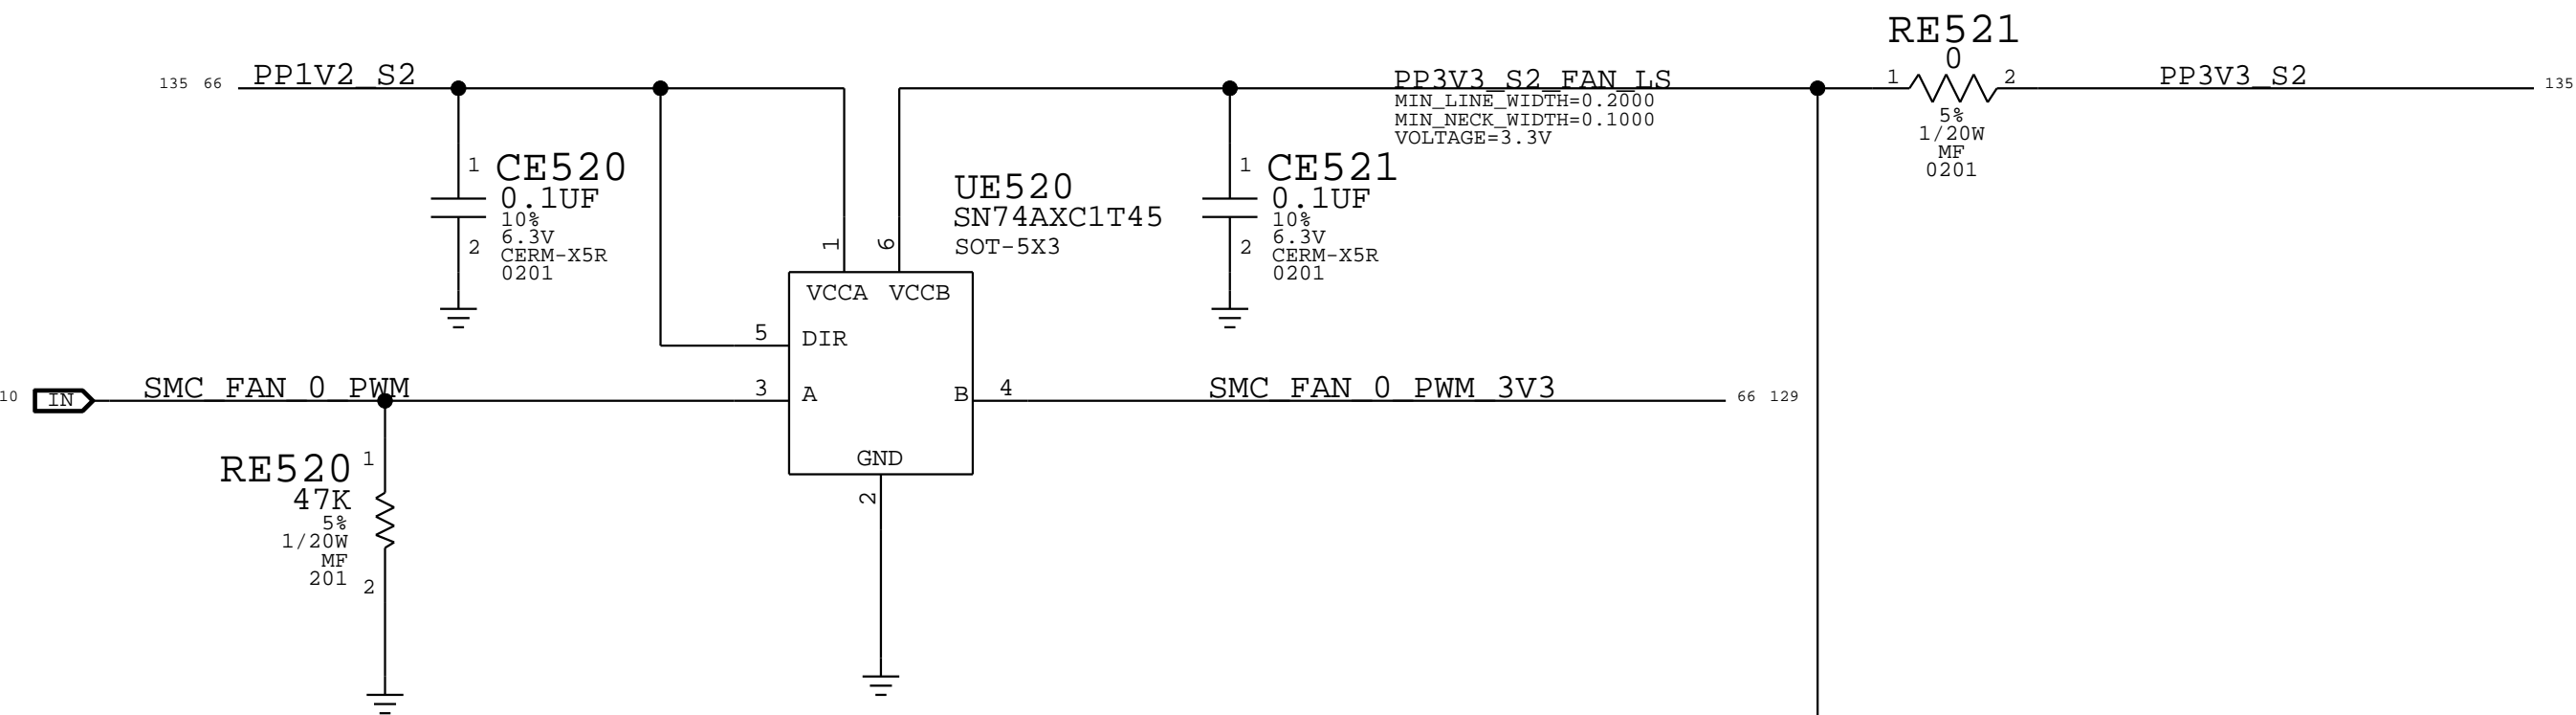 RE521
0
135 66 PP1V2_S2
PP3V3_S2_FAN_LS
1
2
PP3V3_S2
135
MIN_LINE_WIDTH=0.2000
MIN_NECK_WIDTH=0.1000
VOLTAGE=3.3V
5%
1/20W
MF
0201
1
CE520
0.1UF
10%
6.3V
2
CERM-X5R
0201
UE520
SN74AXC1T45
SOT-5X3
1
CE521
0.1UF
10%
6.3V
2
CERM-X5R
0201
1
6
VCCA VCCB
5
DIR
10
IN
SMC_FAN_0_PWM
3
A
B
4
SMC_FAN_0_PWM_3V3
66 129
GND
2
RE520
1
47K
5%
1/20W
MF
201
2